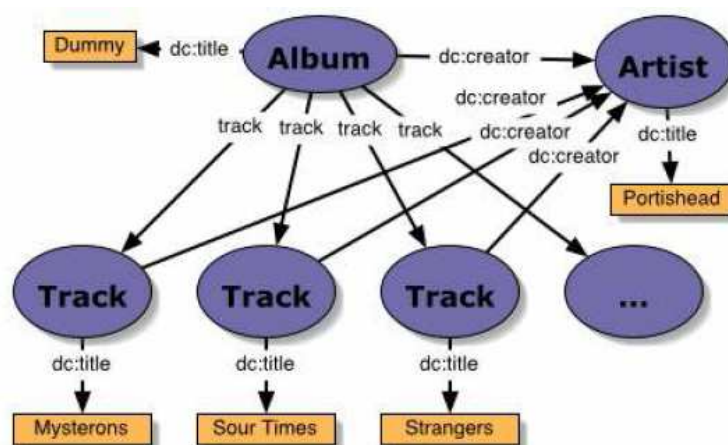 Dummy
dc:title
Album
dc:creator
Artist
dc:creator
track
track
track
track
dc:creator
dc:title
dc:creator
Portishead
Track
Track
Track
...
dc:title
dc:title
dc:title
Mysterons
Sour Times
Strangers